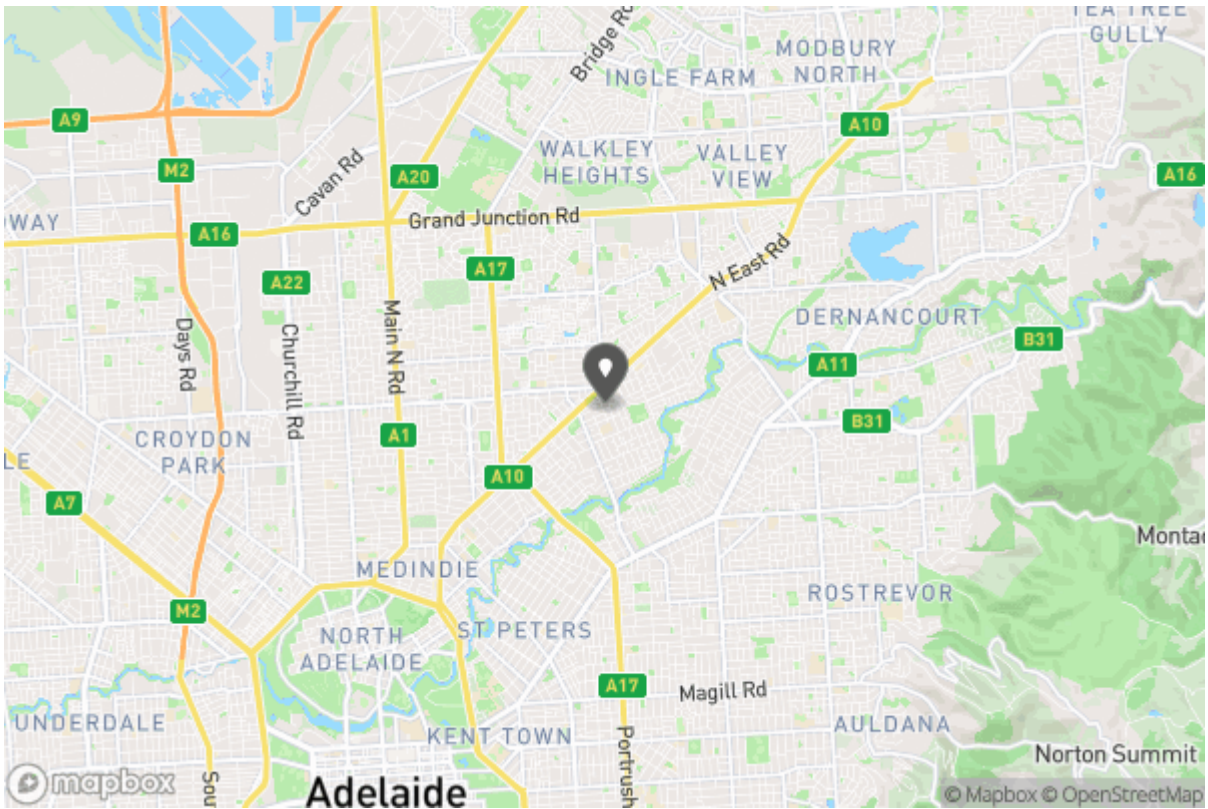 TEA TREE
GULLY
Bridge Rd
MODBURY
NORTH
INGLE FARM
A9
A10
M2
WALKLEY
HEIGHTS
VALLEY
VIEW
Cavan Rd
A20
A16
Grand Junction Rd
A16
A17
N East Rd
A22
DERNANCOURT
Days Rd
Churchill Rd
Main N Rd
B31
A11
B31
A1
CROYDON
PARK
A10
A7
MEDINDIE
ROSTREVOR
M2
NORTH
ADELAIDE
ST PETERS
A17
Magill Rd
UNDERDALE
KENT TOWN
AULDANA
Norton Summit
mapbox
Adelaide
© Mapbox © OpenStreetMap